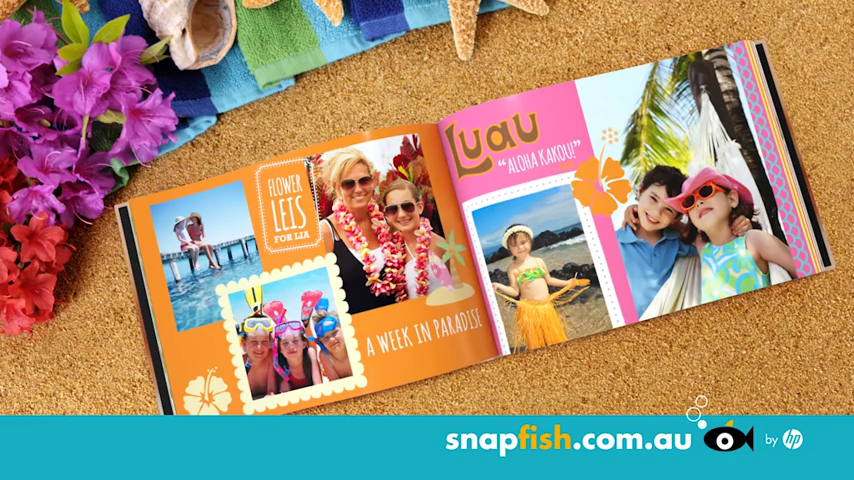 FLOWER
LEIS
FOR LIA
A WEEK IN PARADISE
LUAU
"ALOHA KAKOU!"
snapfish.com.au by hp